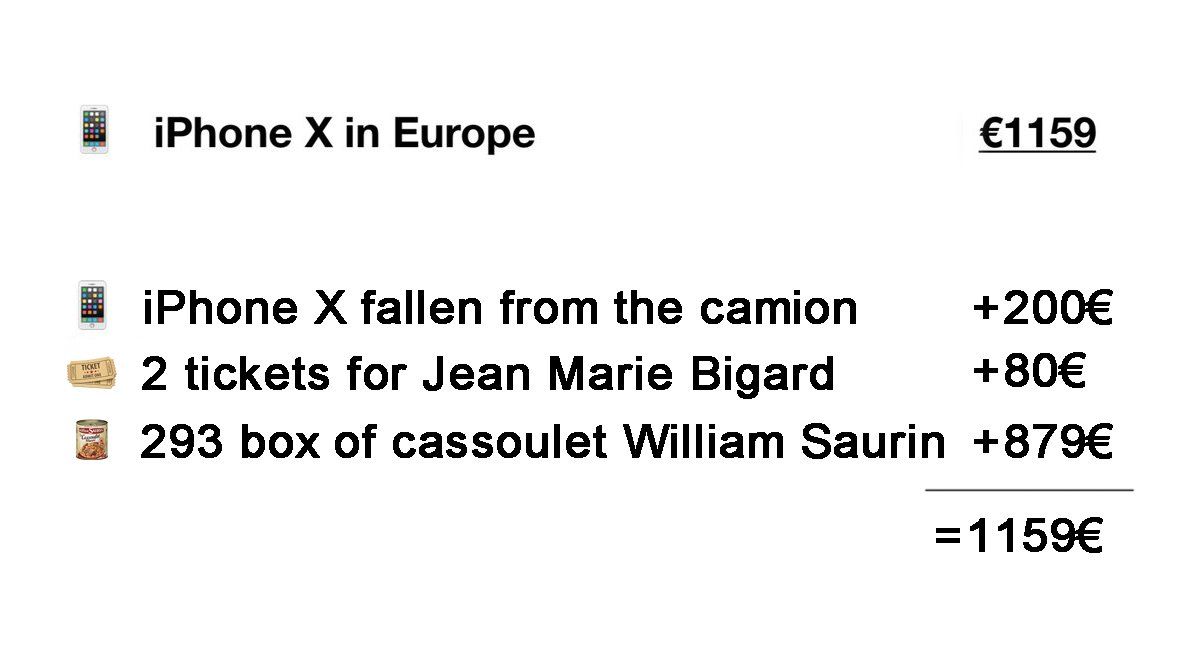 iPhone X in Europe €1159
iPhone X fallen from the camion +200€
TICKET
2 tickets for Jean Marie Bigard +80€
293 box of cassoulet William Saurin +879€
=1159€